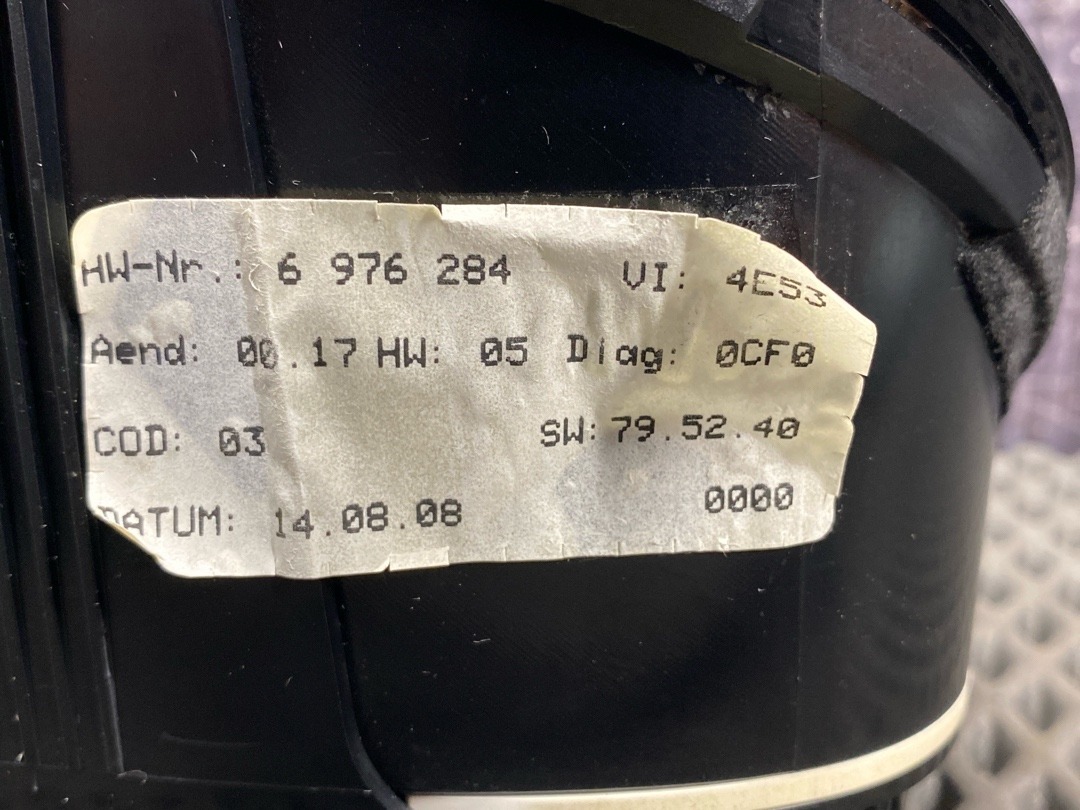 HW-Nr.: 6 976 284 VI: 4E53
Aend: 00.17 HW: 05 Diag: 0CF0
COD: 03 SW: 79.52.40
DATUM: 14.08.08 0000